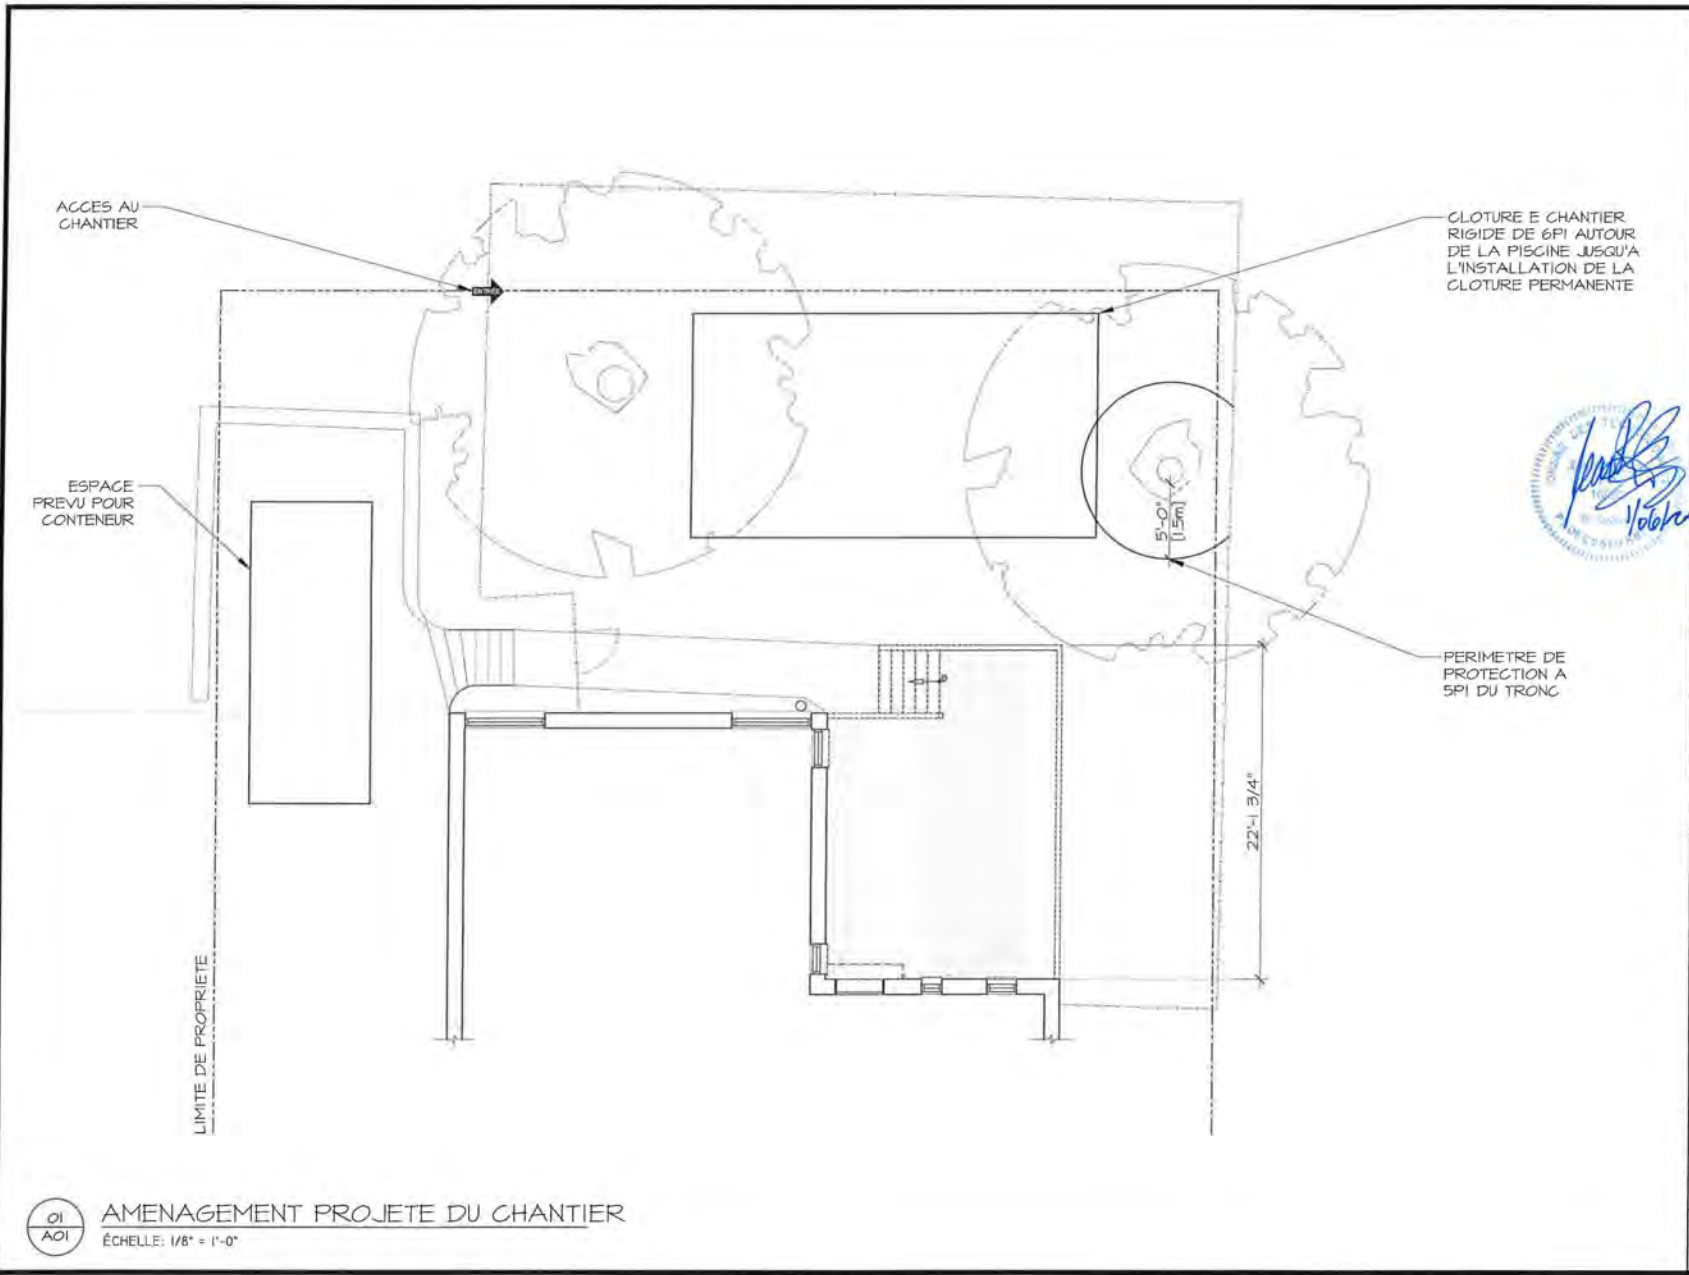 ACCES AU
CHANTIER
ENTRÉE
CLOTURE E CHANTIER
RIGIDE DE 6PI AUTOUR
DE LA PISCINE JUSQU'A
L'INSTALLATION DE LA
CLOTURE PERMANENTE
ESPACE
PREVU POUR
CONTENEUR
5'-0"
[1.5m]
PERIMETRE DE
PROTECTION A
5PI DU TRONC
22'-1 3/4"
LIMITE DE PROPRIETE
01
A01
AMENAGEMENT PROJETE DU CHANTIER
ÉCHELLE: 1/8" = 1'-0"